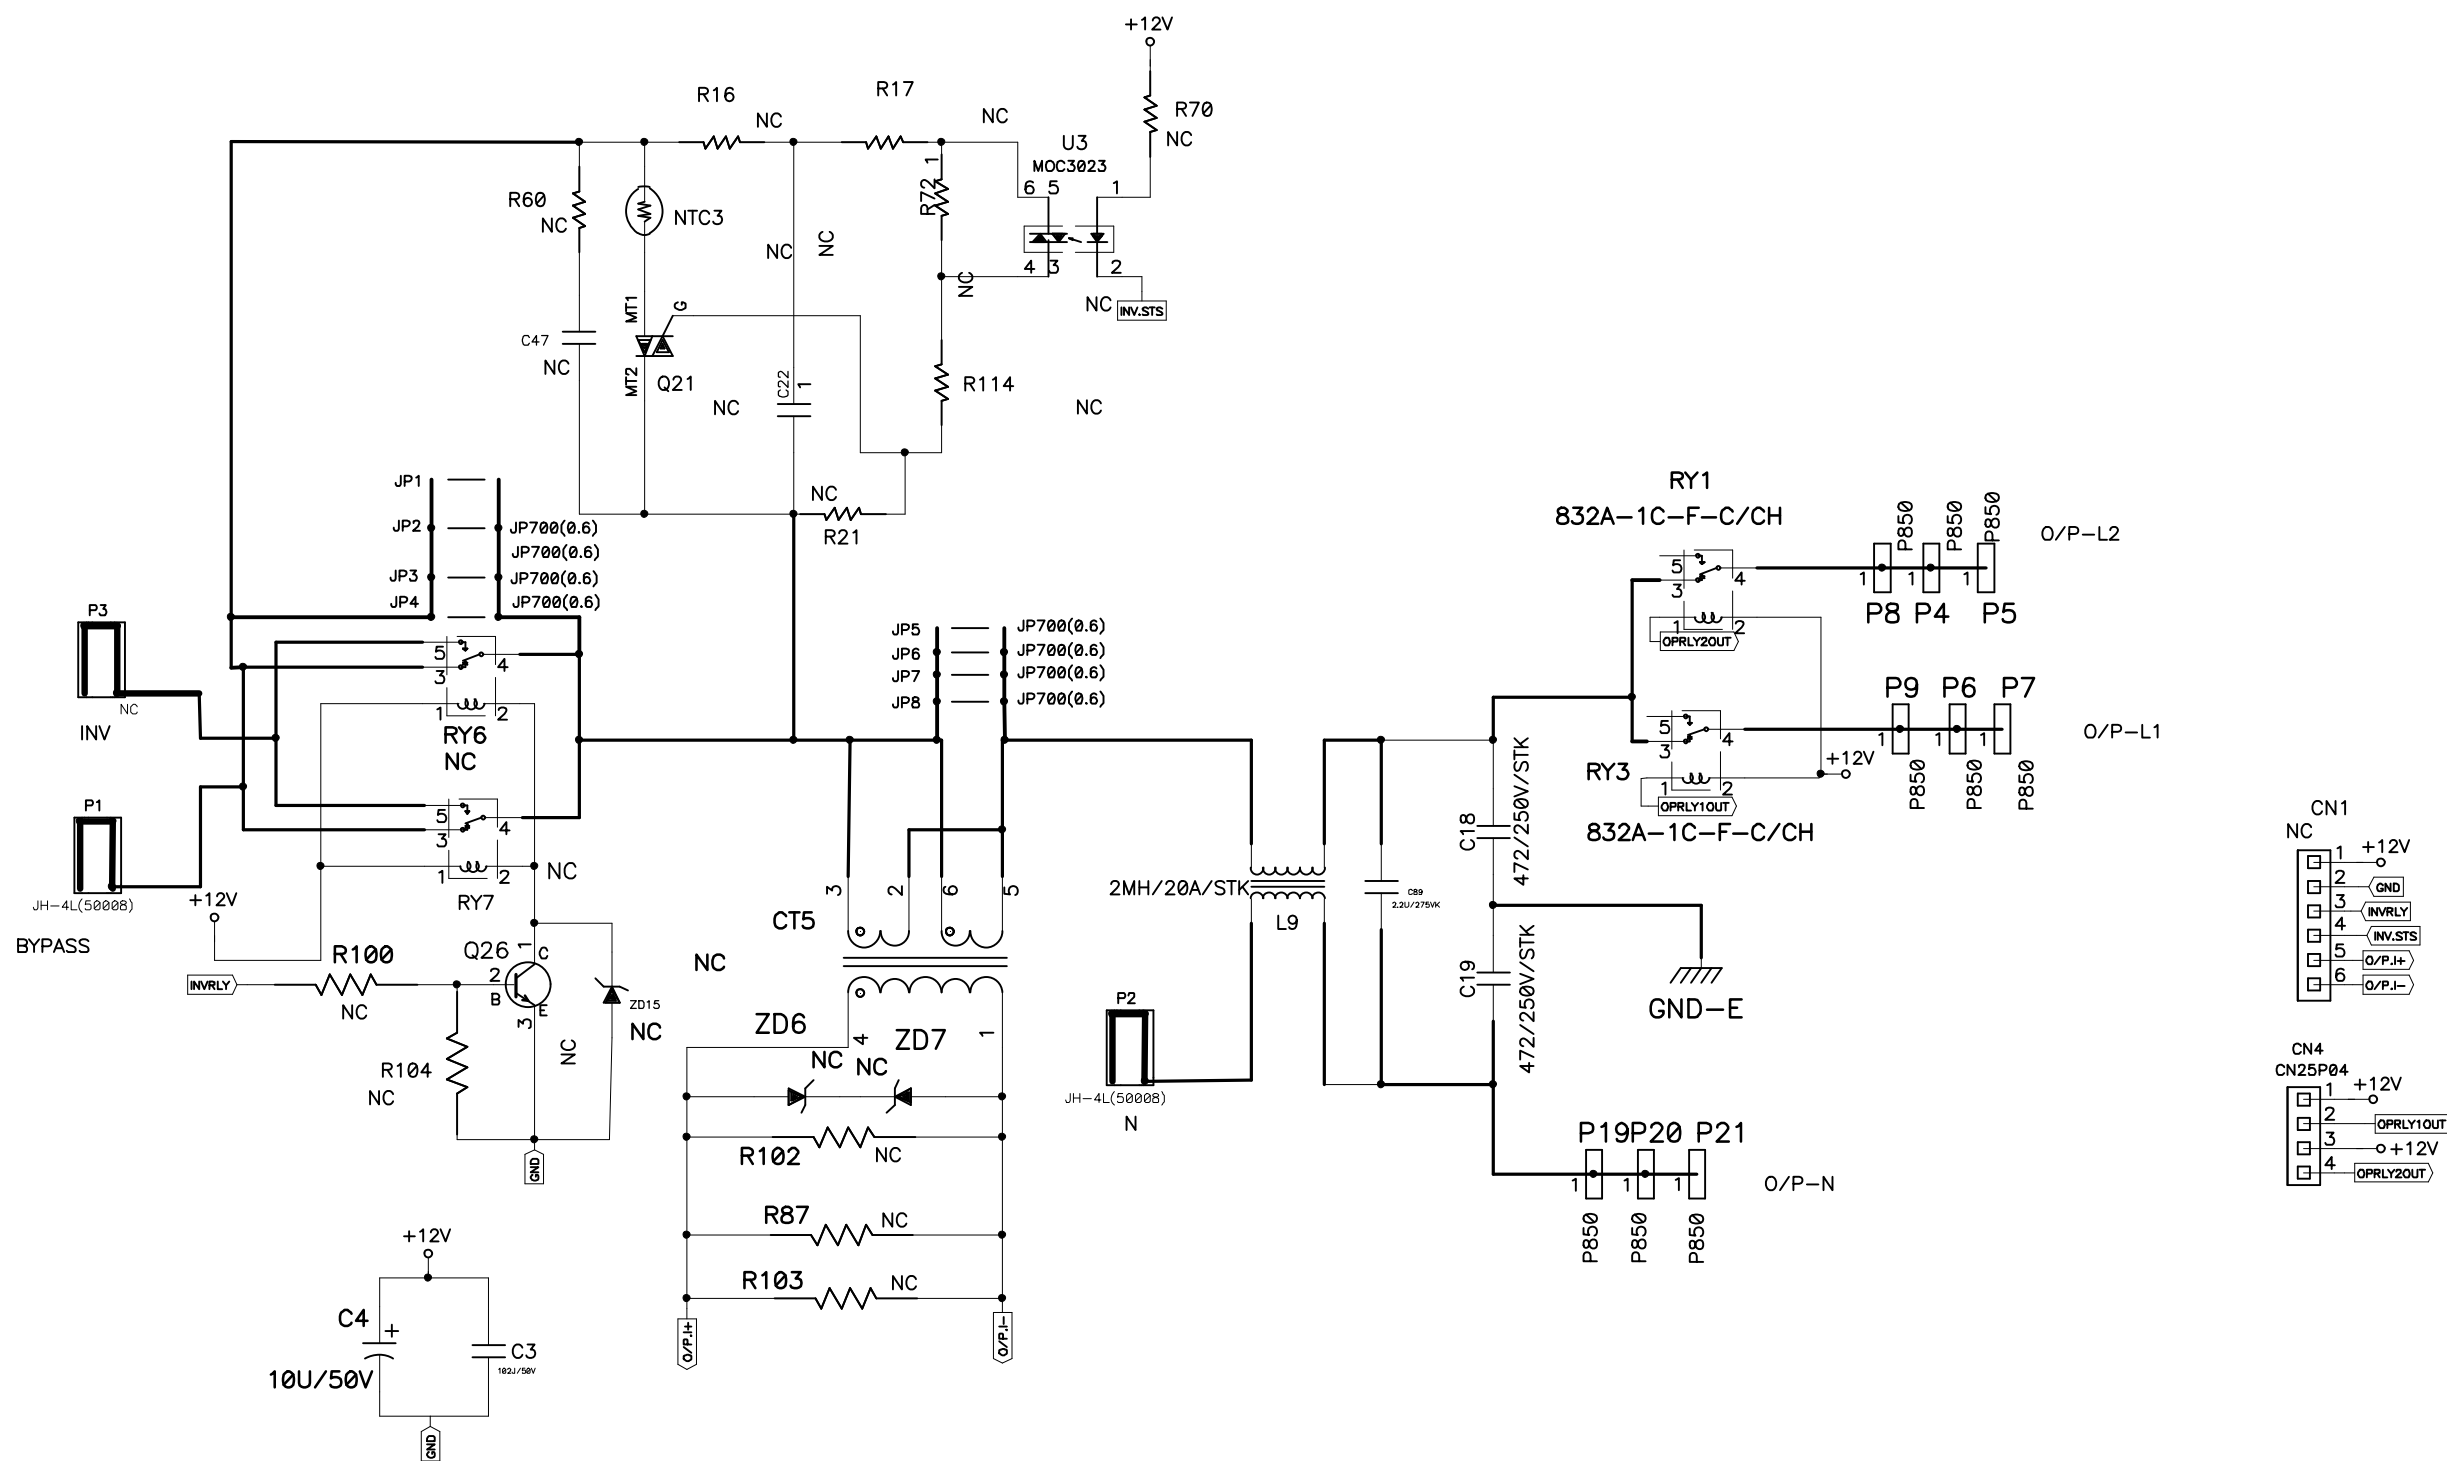 +12V
R16
NC
R17
NC
R70
NC
U3
MOC3023
6 5
1
4 3
2
NC
INV.STS
R60
NC
NTC3
NC
NC
1
R72
NC
C47
NC
MT1
G
MT2
Q21
NC
C22
1
R114
NC
NC
R21
JP1
JP2
JP700(0.6)
JP700(0.6)
JP3
JP700(0.6)
JP4
JP700(0.6)
P3
NC
INV
5
3
4
1
2
RY6
NC
P1
JH-4L(50008)
BYPASS
5
3
4
1
2
NC
RY7
+12V
INVRLY
R100
NC
Q26
1
C
2
B
E
3
NC
ZD15
NC
R104
NC
GND
JP5
JP700(0.6)
JP6
JP700(0.6)
JP7
JP700(0.6)
JP8
JP700(0.6)
3
2
6
5
CT5
NC
4
1
ZD6
NC
ZD7
NC
R102
NC
R87
NC
R103
NC
O/P.I+
O/P.I-
+12V
C4
+
10U/50V
C3
102J/50V
GND
2MH/20A/STK
L9
C89
2.2U/275VK
P2
JH-4L(50008)
N
C18
472/250V/STK
C19
472/250V/STK
GND-E
RY1
832A-1C-F-C/CH
5
3
4
1
2
OPRLY2OUT
P850
P850
P850
1
1
1
P8 P4 P5
O/P-L2
RY3
5
3
4
1
2
OPRLY1OUT
832A-1C-F-C/CH
+12V
P9 P6 P7
1
1
1
P850
P850
P850
O/P-L1
P19 P20 P21
1
1
1
P850
P850
P850
O/P-N
CN1
NC
1 +12V
2 GND
3 INVRLY
4 INV.STS
5 O/P.I+
6 O/P.I-
CN4
CN25P04
1 +12V
2 OPRLY1OUT
3 +12V
4 OPRLY2OUT